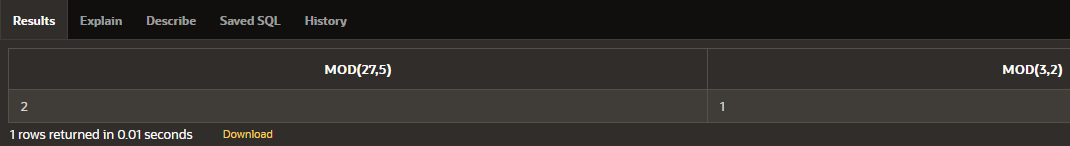 Results Explain Describe Saved SQL History
MOD(27,5) MOD(3,2)
2 1
1 rows returned in 0.01 seconds Download